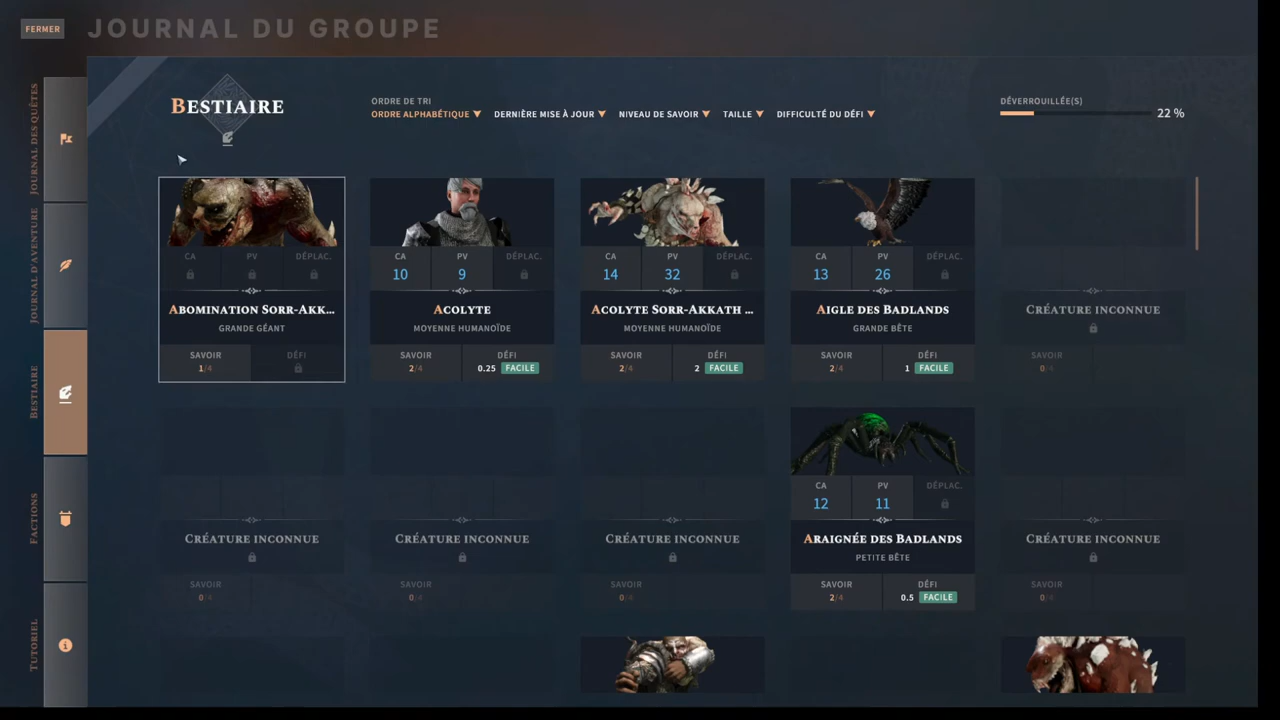 FERMER
JOURNAL DU GROUPE
JOURNAL DES QUÊTES
JOURNAL D'AVENTURE
BESTIAIRE
FACTIONS
TUTORIEL
BESTIAIRE
ORDRE DE TRI
ORDRE ALPHABÉTIQUE DERNIÈRE MISE À JOUR NIVEAU DE SAVOIR TAILLE DIFFICULTÉ DU DÉFI
DÉVERROUILLÉE(S)
22 %
CA PV DÉPLAC.
ABOMINATION SORR-AKK...
GRANDE GÉANT
SAVOIR DÉFI
1/4
CA PV DÉPLAC.
10 9
ACOLYTE
MOYENNE HUMANOÏDE
SAVOIR DÉFI
2/4 0.25 FACILE
CA PV DÉPLAC.
14 32
ACOLYTE SORR-AKKATH ...
MOYENNE HUMANOÏDE
SAVOIR DÉFI
2/4 2 FACILE
CA PV DÉPLAC.
13 26
AIGLE DES BADLANDS
GRANDE BÊTE
SAVOIR DÉFI
2/4 1 FACILE
CRÉATURE INCONNUE
SAVOIR
0/4
CRÉATURE INCONNUE
SAVOIR
0/4
CRÉATURE INCONNUE
SAVOIR
0/4
CRÉATURE INCONNUE
SAVOIR
0/4
CA PV DÉPLAC.
12 11
ARAIGNÉE DES BADLANDS
PETITE BÊTE
SAVOIR DÉFI
2/4 0.5 FACILE
CRÉATURE INCONNUE
SAVOIR
0/4